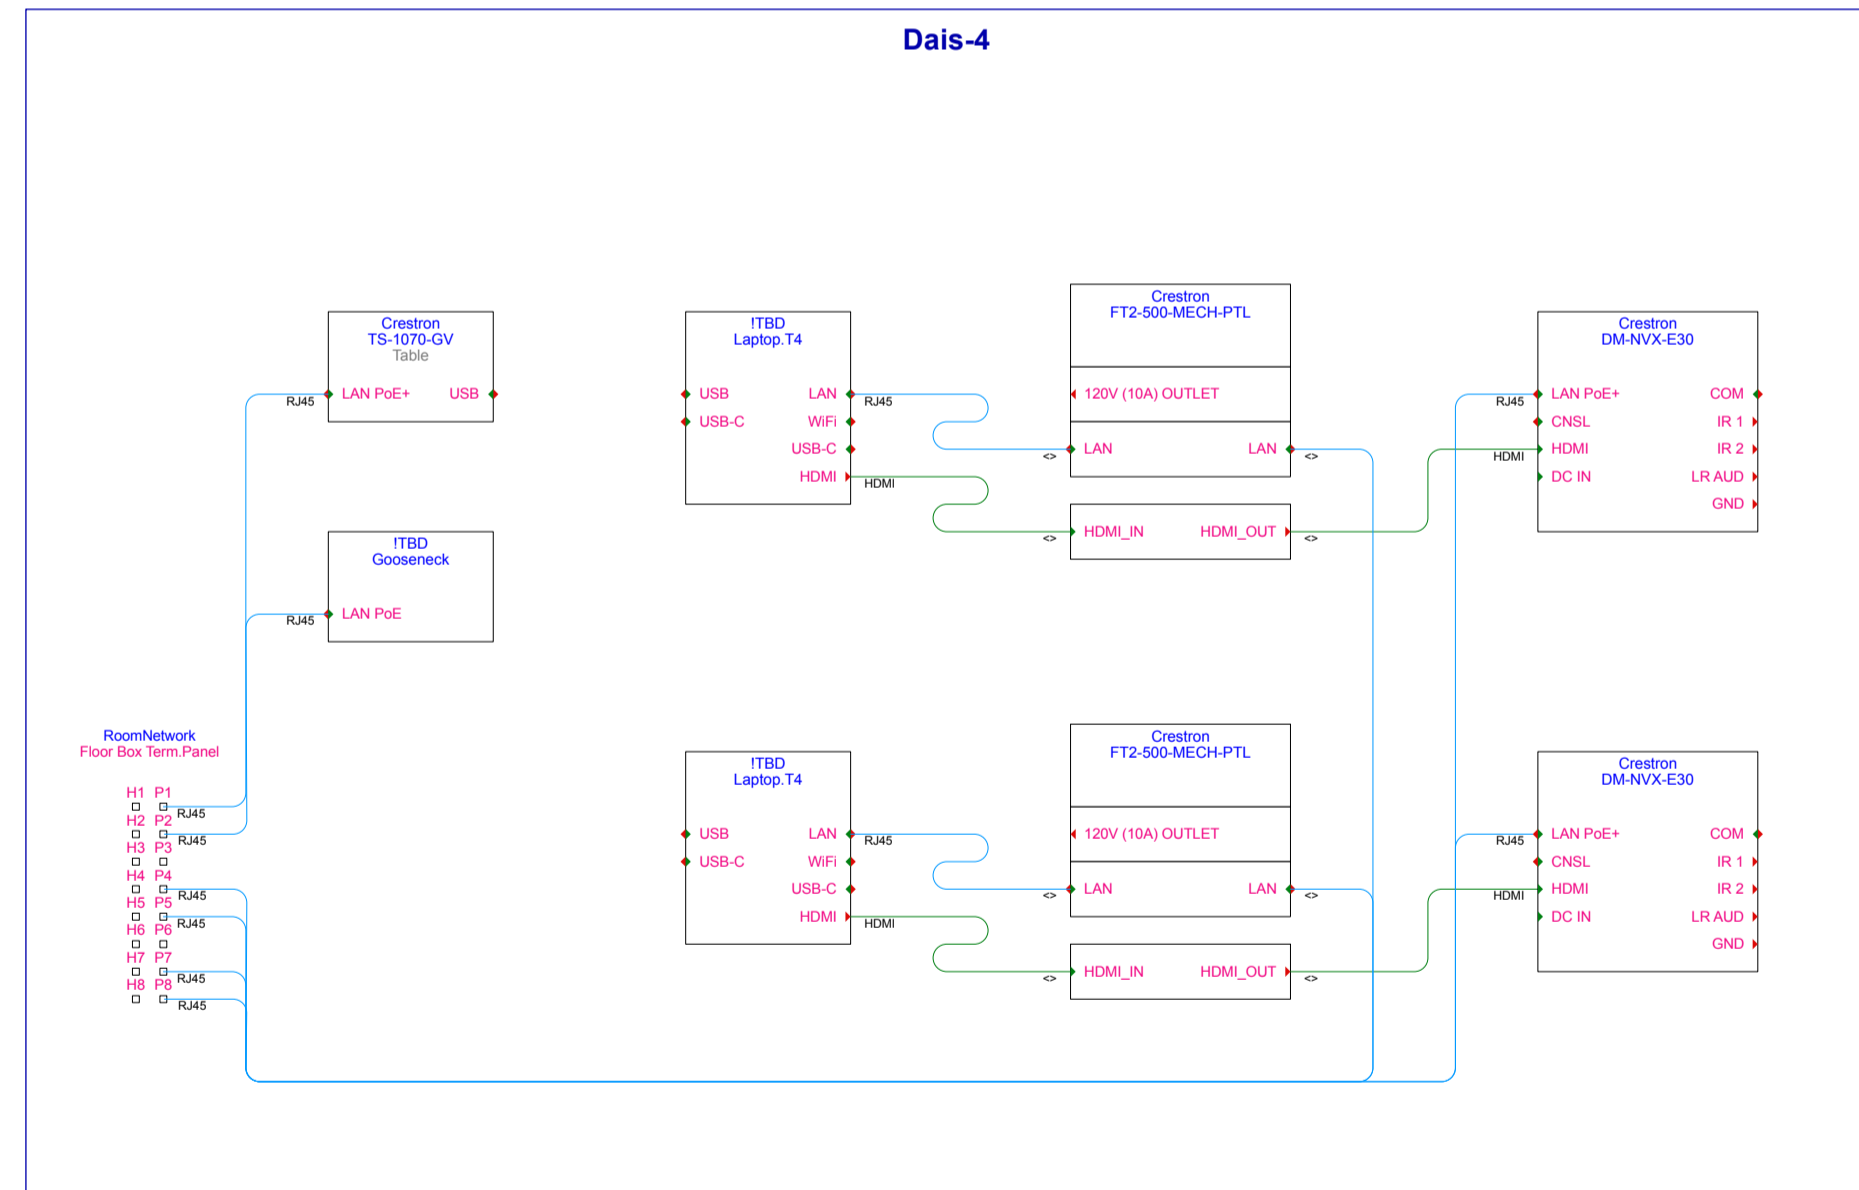 Dais-4
Crestron
TS-1070-GV
Table
LAN PoE+ USB
RJ45
!TBD
Gooseneck
LAN PoE
RJ45
RoomNetwork
Floor Box Term.Panel
H1 P1
RJ45
H2 P2
RJ45
H3 P3
H4 P4
RJ45
H5 P5
RJ45
H6 P6
H7 P7
RJ45
H8 P8
RJ45
!TBD
Laptop.T4
USB LAN
RJ45
USB-C WiFi
USB-C
HDMI
HDMI
Crestron
FT2-500-MECH-PTL
120V (10A) OUTLET
LAN LAN
<> <>
HDMI_IN HDMI_OUT
<> <>
Crestron
DM-NVX-E30
LAN PoE+ COM
RJ45
CNSL IR 1
HDMI IR 2
HDMI
DC IN LR AUD
GND
!TBD
Laptop.T4
USB LAN
RJ45
USB-C WiFi
USB-C
HDMI
HDMI
Crestron
FT2-500-MECH-PTL
120V (10A) OUTLET
LAN LAN
<> <>
HDMI_IN HDMI_OUT
<> <>
Crestron
DM-NVX-E30
LAN PoE+ COM
RJ45
CNSL IR 1
HDMI IR 2
HDMI
DC IN LR AUD
GND